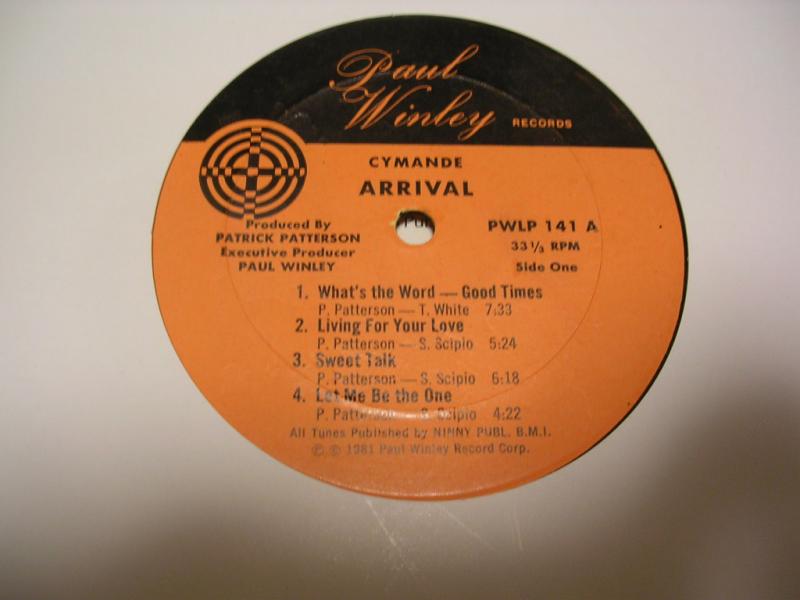 Paul
Winley RECORDS
CYMANDE
ARRIVAL
Produced By
PATRICK PATTERSON
Executive Producer
PAUL WINLEY
PWLP 141 A
33 1/3 RPM
Side One
1. What's the Word — Good Times
P. Patterson — T. White 7:33
2. Living For Your Love
P. Patterson — S. Scipio 5:24
3. Sweet Talk
P. Patterson — S. Scipio 6:18
4. Let Me Be the One
P. Patterson — S. Scipio 4:22
All Tunes Published by NINNY PUBL. B.M.I.
℗ © 1981 Paul Winley Record Corp.